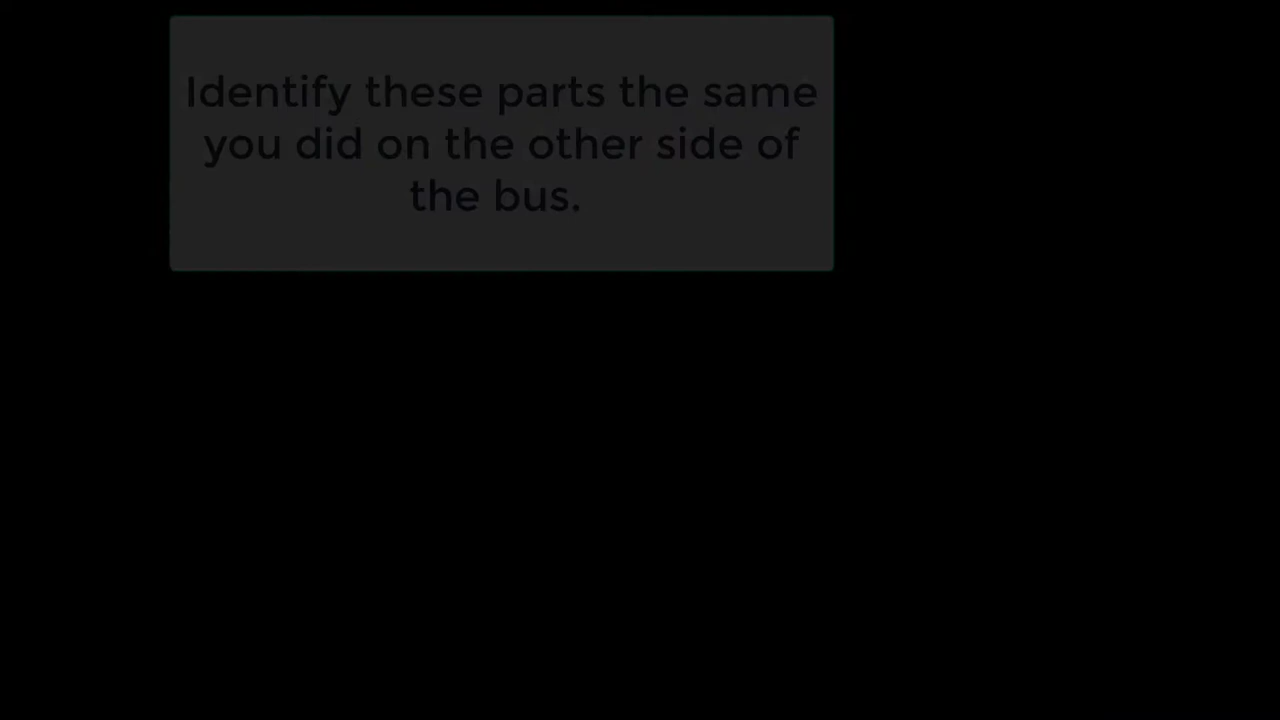 Identify these parts the same
you did on the other side of
the bus.